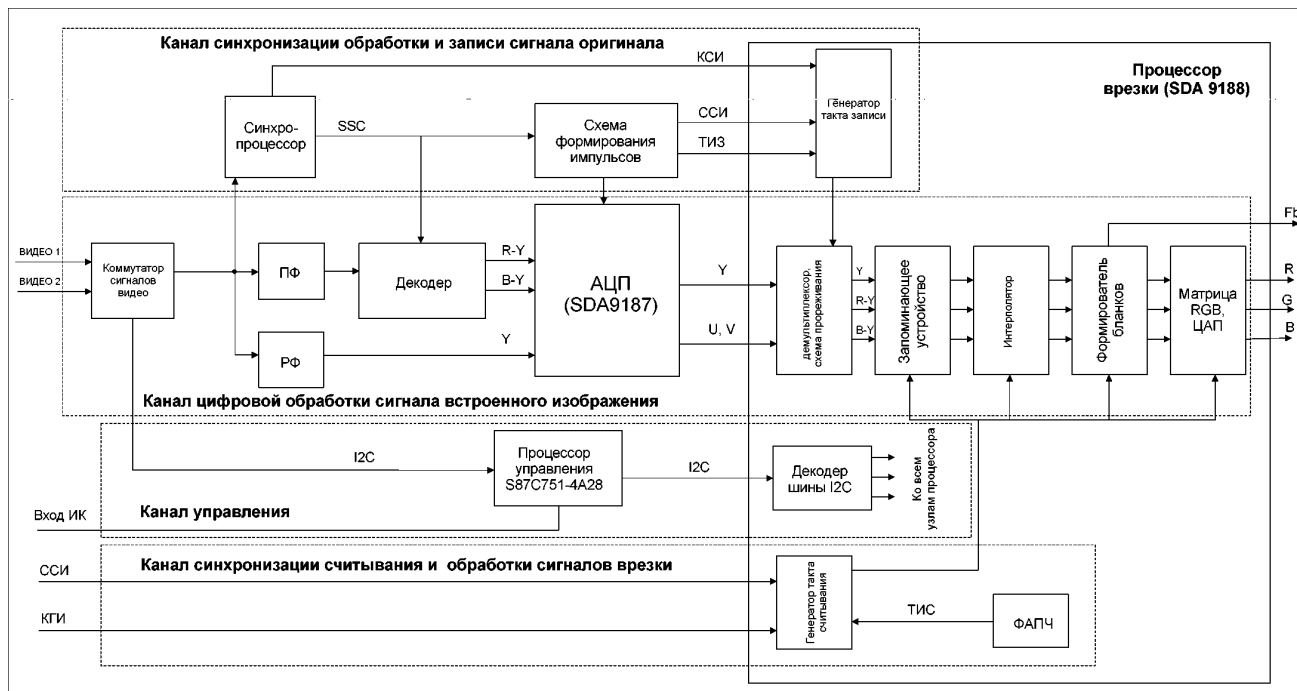 Канал синхронизации обработки и записи сигнала оригинала
КСИ
Процессор
врезки (SDA 9188)
Генератор
такта записи
Синхро-
процессор
SSC
Схема
формирования
импульсов
ССИ
ТИЗ
Fb
ВИДЕО 1
ВИДЕО 2
Коммутатор
сигналов
видео
ПФ
Декодер
R-Y
B-Y
АЦП
(SDA9187)
Y
U, V
демультиплексор,
схема прореживания
Y
R-Y
B-Y
Запоминающее
устройство
Интерполятор
Формирователь
бланков
Матрица
RGB,
ЦАП
R
G
B
РФ
Y
Канал цифровой обработки сигнала встроенного изображения
I2C
Процессор
управления
S87C751-4A28
I2C
Декодер
шины I2C
Ко всем
узлам процессора
Вход ИК
Канал управления
Канал синхронизации считывания и обработки сигналов врезки
ССИ
КГИ
Генератор такта
считывания
ТИС
ФАПЧ